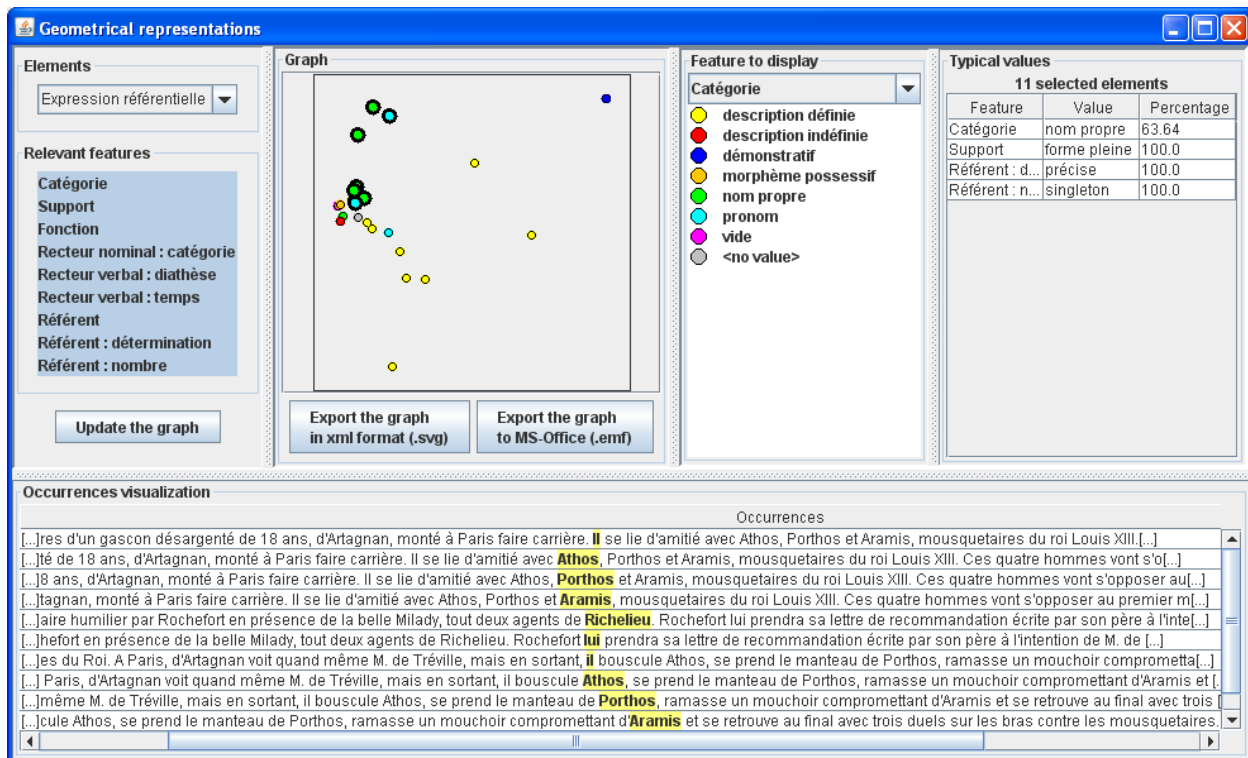 Geometrical representations
Elements
Expression référentielle
Relevant features
Catégorie
Support
Fonction
Recteur nominal : catégorie
Recteur verbal : diathèse
Recteur verbal : temps
Référent
Référent : détermination
Référent : nombre
Update the graph
Graph
Export the graph
in xml format (.svg)
Export the graph
to MS-Office (.emf)
Feature to display
Catégorie
description définie
description indéfinie
démonstratif
morphème possessif
nom propre
pronom
vide
<no value>
Typical values
11 selected elements
Feature Value Percentage
Catégorie nom propre 63.64
Support forme pleine 100.0
Référent : d... précise 100.0
Référent : n... singleton 100.0
Occurrences visualization
Occurrences
[...]res d'un gascon désargenté de 18 ans, d'Artagnan, monté à Paris faire carrière. Il se lie d'amitié avec Athos, Porthos et Aramis, mousquetaires du roi Louis XIII.[...]
[...]té de 18 ans, d'Artagnan, monté à Paris faire carrière. Il se lie d'amitié avec Athos, Porthos et Aramis, mousquetaires du roi Louis XIII. Ces quatre hommes vont s'o[...]
[...]8 ans, d'Artagnan, monté à Paris faire carrière. Il se lie d'amitié avec Athos, Porthos et Aramis, mousquetaires du roi Louis XIII. Ces quatre hommes vont s'opposer au[...]
[...]tagnan, monté à Paris faire carrière. Il se lie d'amitié avec Athos, Porthos et Aramis, mousquetaires du roi Louis XIII. Ces quatre hommes vont s'opposer au premier m[...]
[...]aire humilier par Rochefort en présence de la belle Milady, tout deux agents de Richelieu. Rochefort lui prendra sa lettre de recommandation écrite par son père à l'inte[...]
[...]hefort en présence de la belle Milady, tout deux agents de Richelieu. Rochefort lui prendra sa lettre de recommandation écrite par son père à l'intention de M. de [...]
[...]es du Roi. A Paris, d'Artagnan voit quand même M. de Tréville, mais en sortant, il bouscule Athos, se prend le manteau de Porthos, ramasse un mouchoir comprometta[...]
[...] Paris, d'Artagnan voit quand même M. de Tréville, mais en sortant, il bouscule Athos, se prend le manteau de Porthos, ramasse un mouchoir compromettant d'Aramis et [.
[...]même M. de Tréville, mais en sortant, il bouscule Athos, se prend le manteau de Porthos, ramasse un mouchoir compromettant d'Aramis et se retrouve au final avec trois [
[...]cule Athos, se prend le manteau de Porthos, ramasse un mouchoir compromettant d'Aramis et se retrouve au final avec trois duels sur les bras contre les mousquetaires.